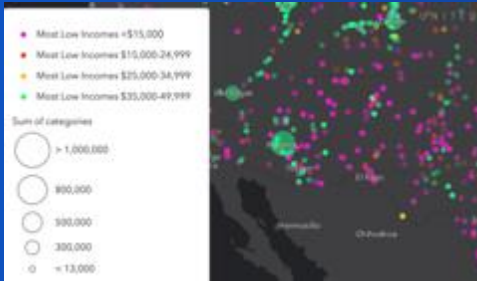 Most Low Incomes <$15,000
Most Low Incomes $15,000-24,999
Most Low Incomes $25,000-34,999
Most Low Incomes $35,000-49,999
Sum of categories
> 1,000,000
800,000
500,000
300,000
< 13,000
Hermosillo
Chihuahua